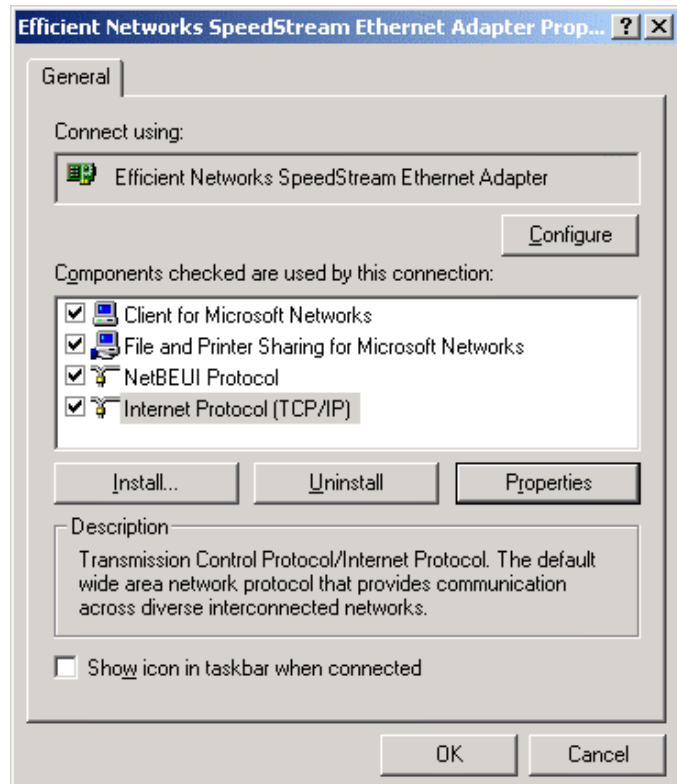 Efficient Networks SpeedStream Ethernet Adapter Prop...
General
Connect using:
Efficient Networks SpeedStream Ethernet Adapter
Configure
Components checked are used by this connection:
Client for Microsoft Networks
File and Printer Sharing for Microsoft Networks
NetBEUI Protocol
Internet Protocol (TCP/IP)
Install... Uninstall Properties
Description
Transmission Control Protocol/Internet Protocol. The default
wide area network protocol that provides communication
across diverse interconnected networks.
Show icon in taskbar when connected
OK Cancel